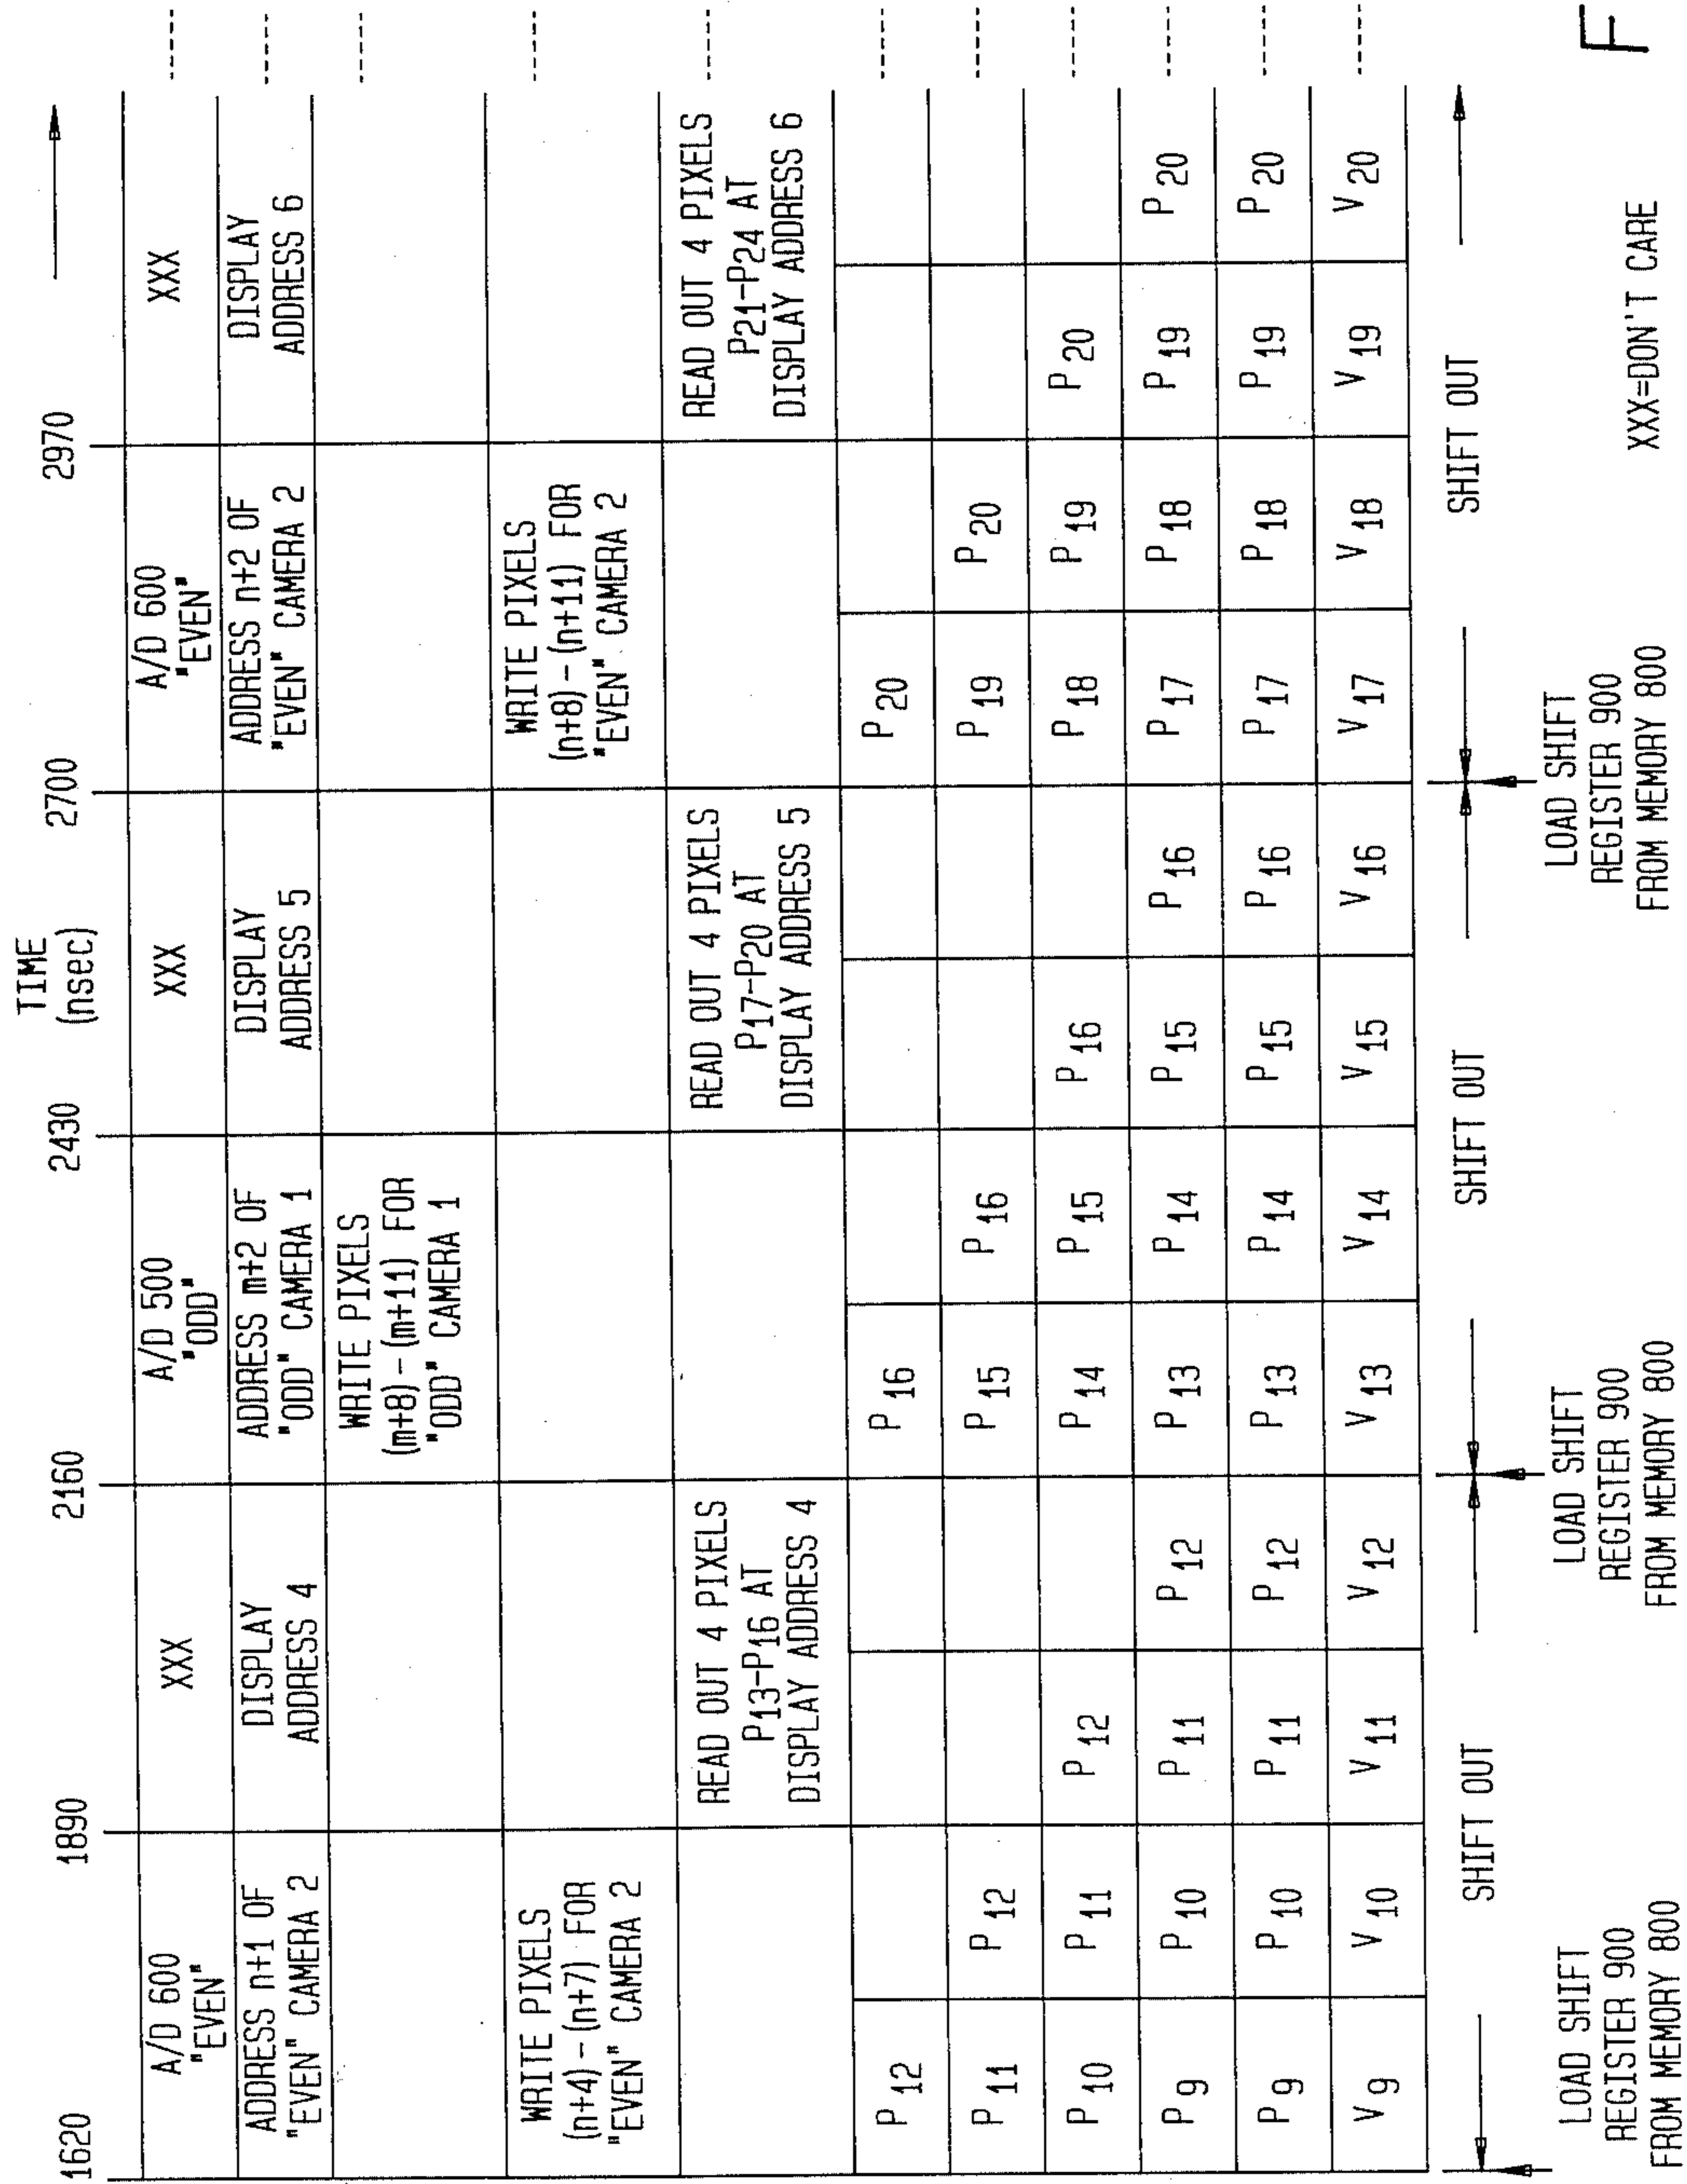 TIME
(nsec)
1620 1890 2160 2430 2700 2970
A/D 600
"EVEN"
XXX
A/D 500
"ODD"
XXX
A/D 600
"EVEN"
XXX
ADDRESS n+1 OF
"EVEN" CAMERA 2
DISPLAY
ADDRESS 4
ADDRESS m+2 OF
"ODD" CAMERA 1
DISPLAY
ADDRESS 5
ADDRESS n+2 OF
"EVEN" CAMERA 2
DISPLAY
ADDRESS 6
WRITE PIXELS
(m+8)-(m+11) FOR
"ODD" CAMERA 1
WRITE PIXELS
(n+4)-(n+7) FOR
"EVEN" CAMERA 2
WRITE PIXELS
(n+8)-(n+11) FOR
"EVEN" CAMERA 2
READ OUT 4 PIXELS
P13-P16 AT
DISPLAY ADDRESS 4
READ OUT 4 PIXELS
P17-P20 AT
DISPLAY ADDRESS 5
READ OUT 4 PIXELS
P21-P24 AT
DISPLAY ADDRESS 6
P12 P16 P20
P11 P12 P15 P16 P19 P20
P10 P11 P12 P14 P15 P16 P18 P19 P20
P9 P10 P11 P12 P13 P14 P15 P16 P17 P18 P19 P20
P9 P10 P11 P12 P13 P14 P15 P16 P17 P18 P19 P20
V9 V10 V11 V12 V13 V14 V15 V16 V17 V18 V19 V20
SHIFT OUT SHIFT OUT SHIFT OUT
LOAD SHIFT
REGISTER 900
FROM MEMORY 800
LOAD SHIFT
REGISTER 900
FROM MEMORY 800
LOAD SHIFT
REGISTER 900
FROM MEMORY 800
XXX=DON'T CARE
F